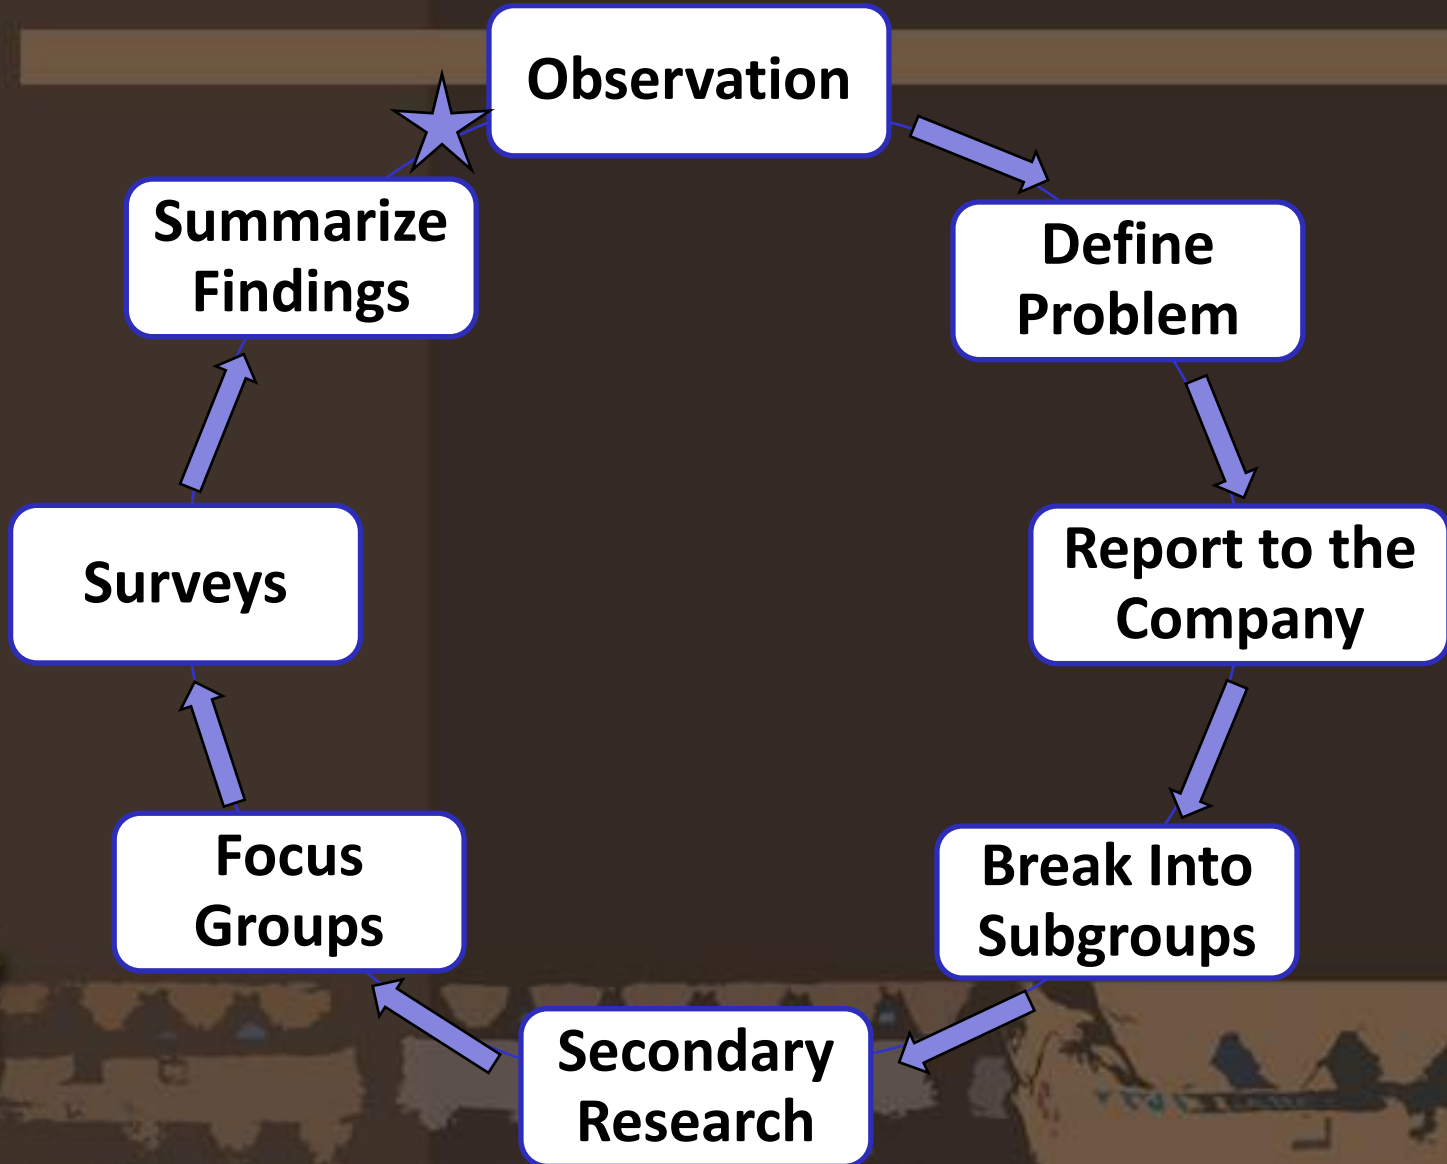 Observation
Define
Problem
Report to the
Company
Break Into
Subgroups
Secondary
Research
Focus
Groups
Surveys
Summarize
Findings